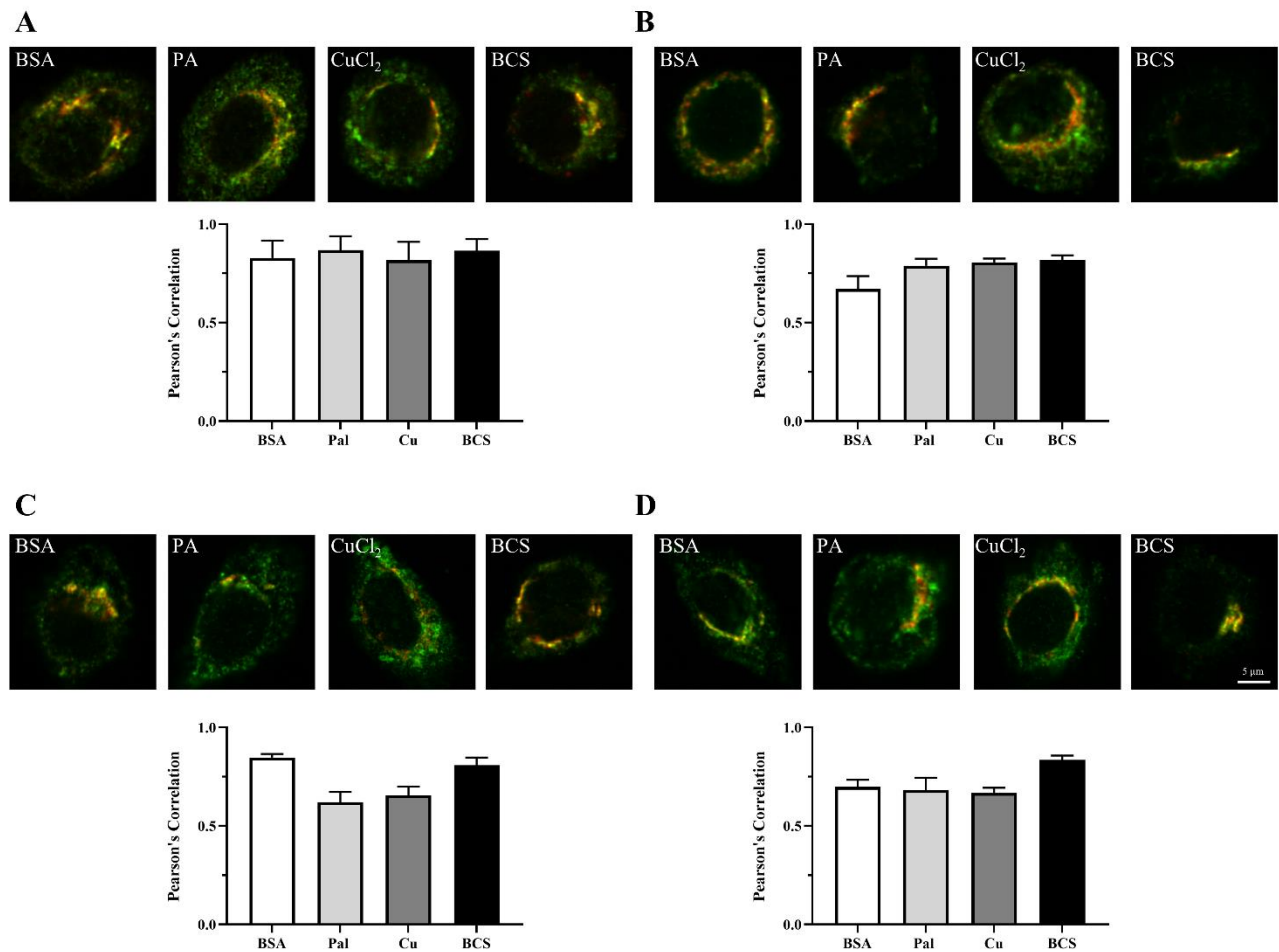 A
B
BSA PA CuCl₂ BCS
BSA PA CuCl₂ BCS
1.0
0.5
0.0
Pearson's Correlation
BSA Pal Cu BCS
1.0
0.5
0.0
Pearson's Correlation
BSA Pal Cu BCS
C
D
BSA PA CuCl₂ BCS
BSA PA CuCl₂ BCS
5 μm
1.0
0.5
0.0
Pearson's Correlation
BSA Pal Cu BCS
1.0
0.5
0.0
Pearson's Correlation
BSA Pal Cu BCS